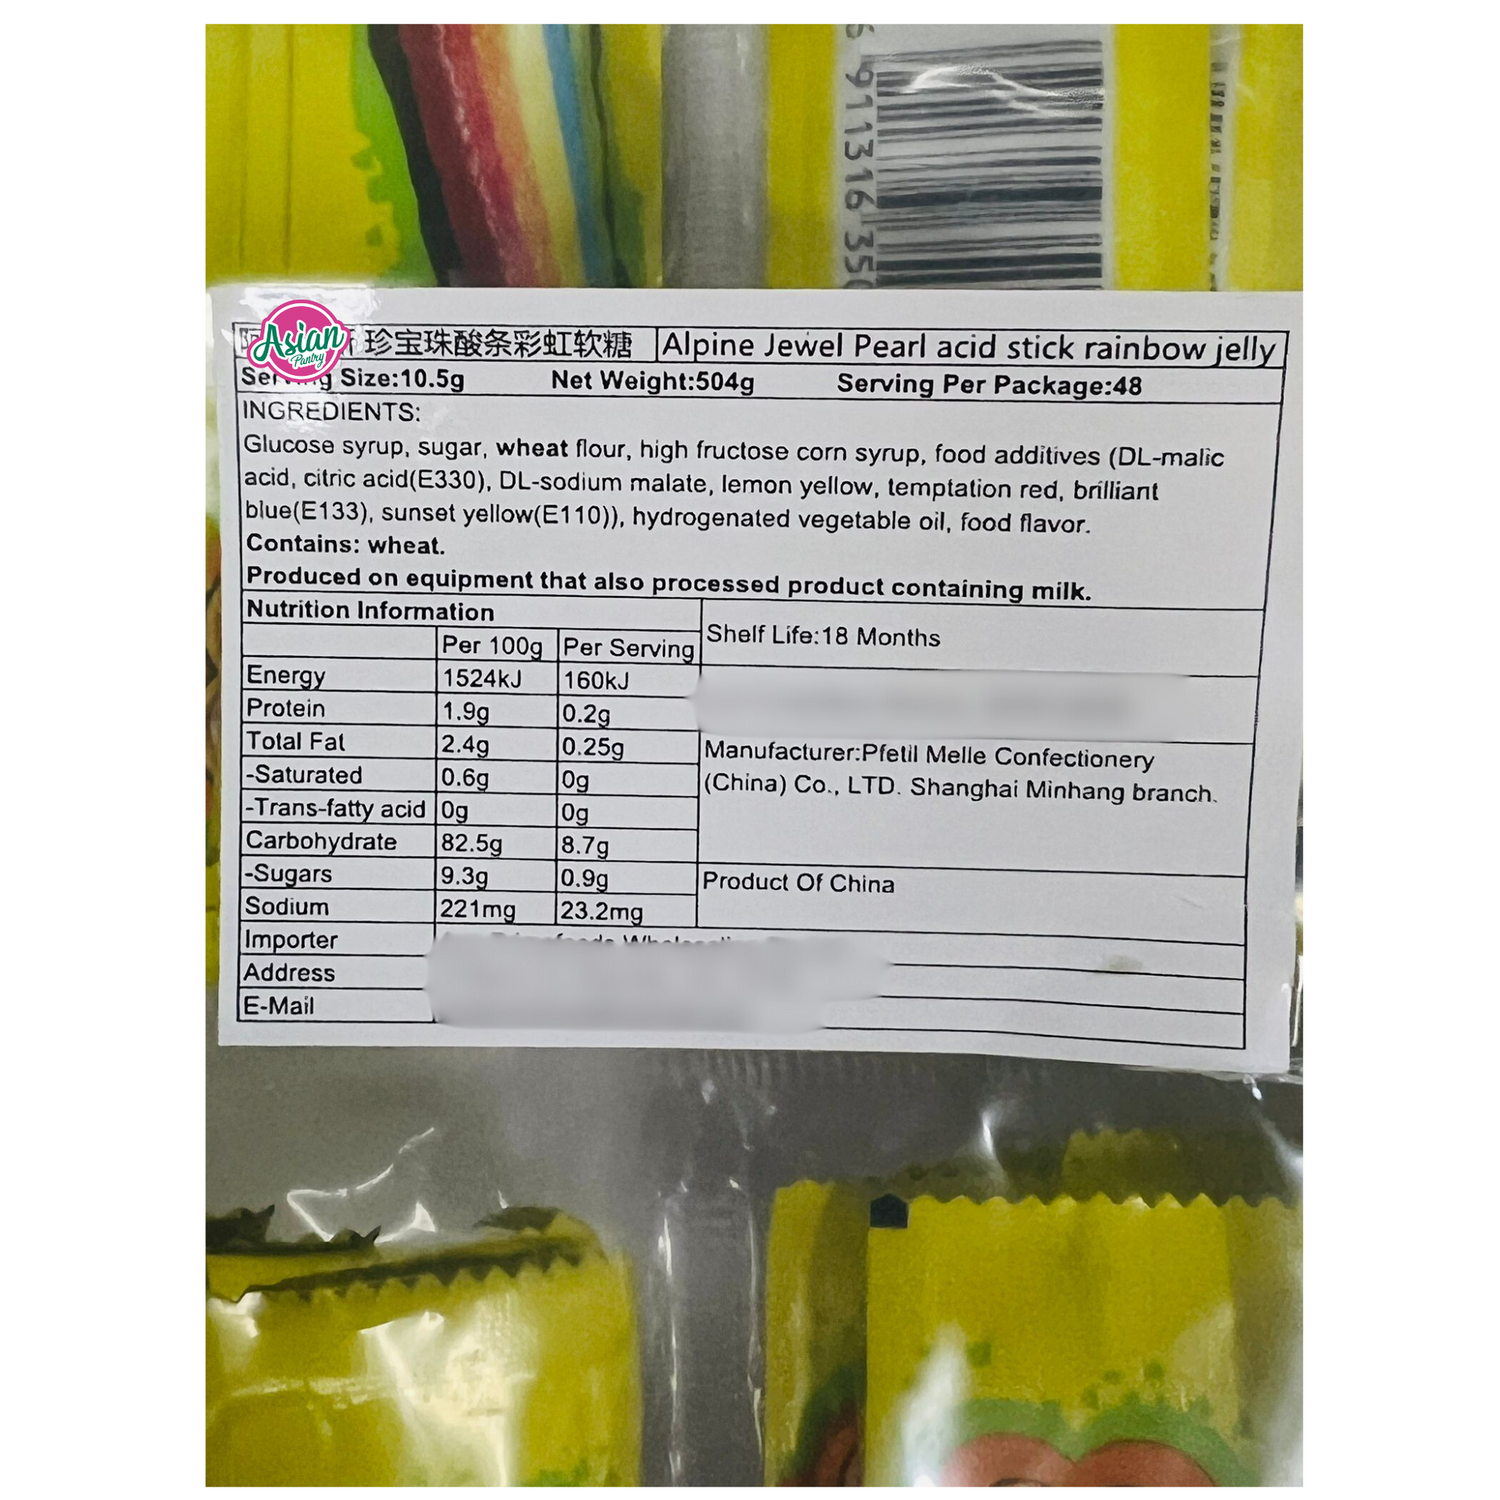 911316 350
Asian
Pantry
珍宝珠酸条彩虹软糖 Alpine Jewel Pearl acid stick rainbow jelly
Size:10.5g Net Weight:504g Serving Per Package:48
INGREDIENTS:
Glucose syrup, sugar, wheat flour, high fructose corn syrup, food additives (DL-malic
acid, citric acid(E330), DL-sodium malate, lemon yellow, temptation red, brilliant
blue(E133), sunset yellow(E110)), hydrogenated vegetable oil, food flavor.
Contains: wheat.
Produced on equipment that also processed product containing milk.
Nutrition Information
Per 100g Per Serving
Energy 1524kJ 160kJ
Protein 1.9g 0.2g
Total Fat 2.4g 0.25g
-Saturated 0.6g 0g
-Trans-fatty acid 0g 0g
Carbohydrate 82.5g 8.7g
-Sugars 9.3g 0.9g
Sodium 221mg 23.2mg
Shelf Life:18 Months
Manufacturer:Pfetil Melle Confectionery
(China) Co., LTD. Shanghai Minhang branch.
Product Of China
Importer
Address
E-Mail